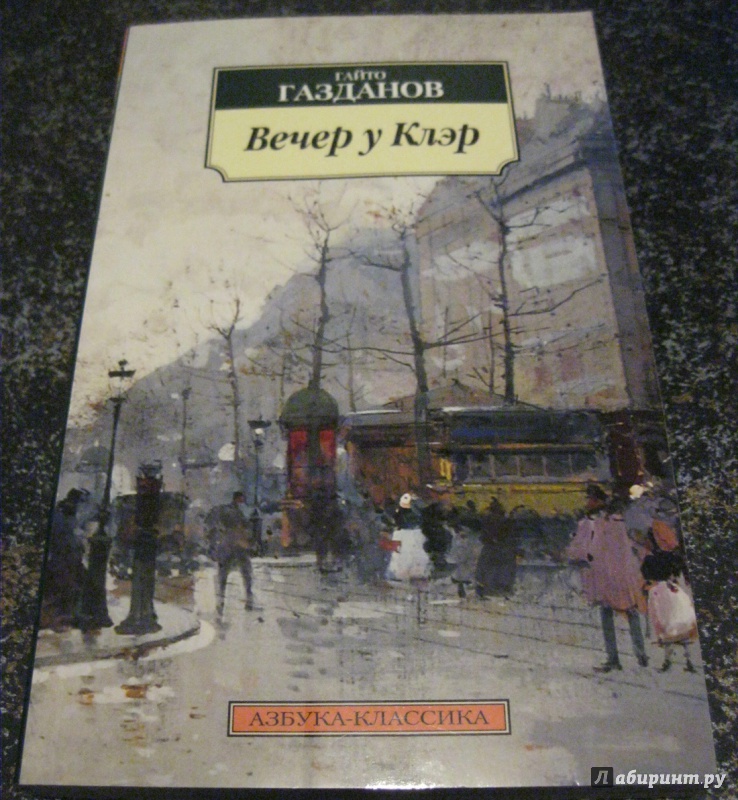 ГАЙТО
ГАЗДАНОВ
Вечер у Клэр
АЗБУКА-КЛАССИКА
Лабиринт.ру